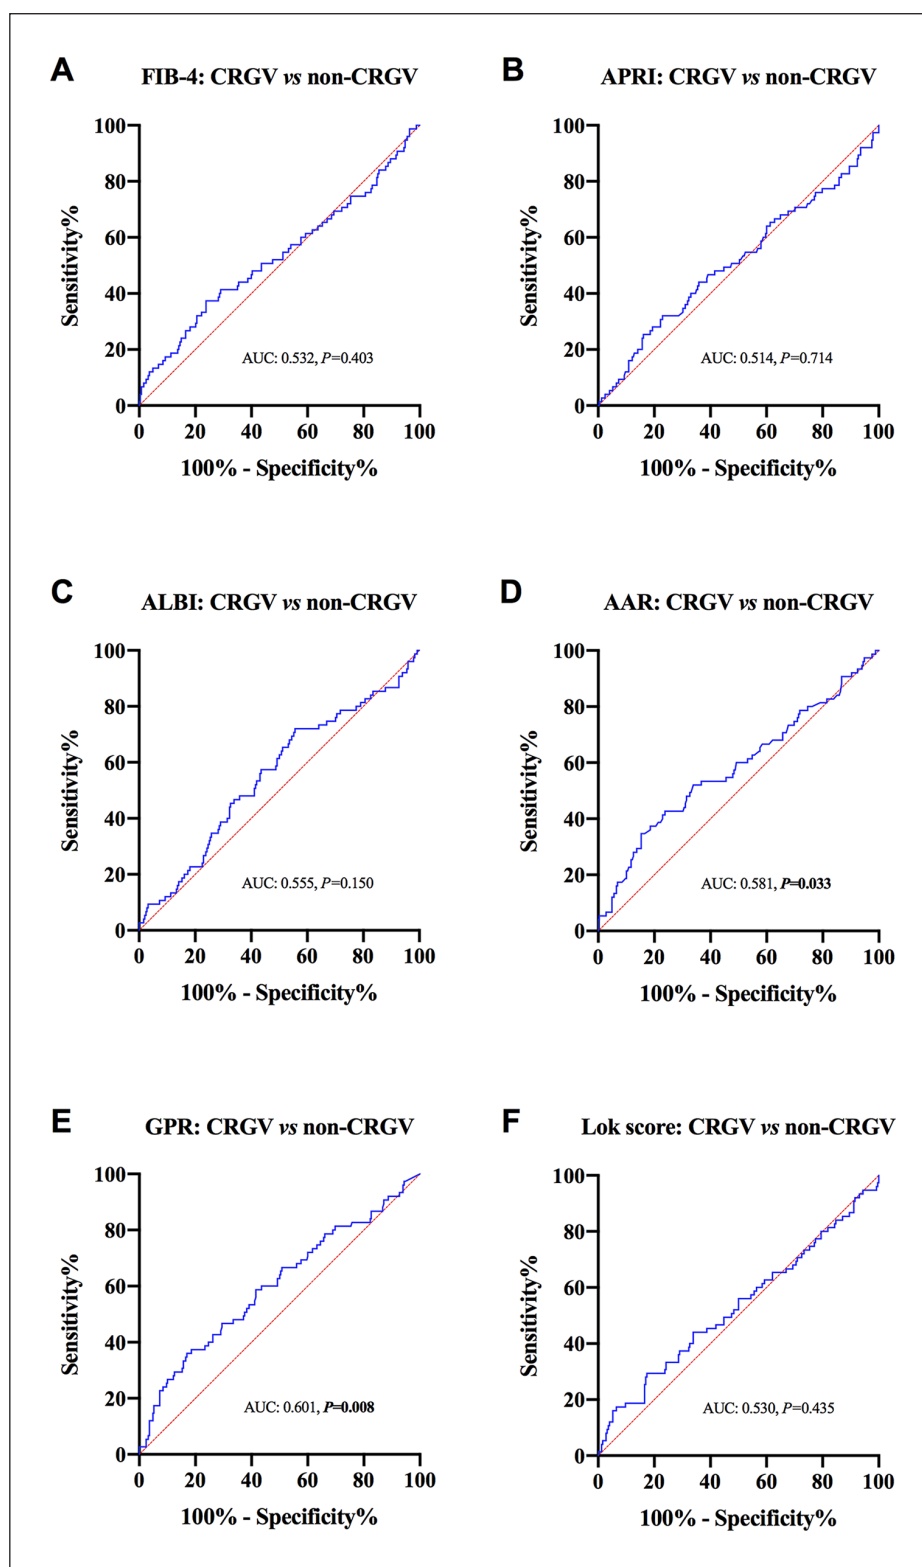 A
FIB-4: CRGV vs non-CRGV
100
80
60
40
20
0
Sensitivity%
AUC: 0.532, P=0.403
0 20 40 60 80 100
100% - Specificity%
B
APRI: CRGV vs non-CRGV
100
80
60
40
20
0
Sensitivity%
AUC: 0.514, P=0.714
0 20 40 60 80 100
100% - Specificity%
C
ALBI: CRGV vs non-CRGV
100
80
60
40
20
0
Sensitivity%
AUC: 0.555, P=0.150
0 20 40 60 80 100
100% - Specificity%
D
AAR: CRGV vs non-CRGV
100
80
60
40
20
0
Sensitivity%
AUC: 0.581, P=0.033
0 20 40 60 80 100
100% - Specificity%
E
GPR: CRGV vs non-CRGV
100
80
60
40
20
0
Sensitivity%
AUC: 0.601, P=0.008
0 20 40 60 80 100
100% - Specificity%
F
Lok score: CRGV vs non-CRGV
100
80
60
40
20
0
Sensitivity%
AUC: 0.530, P=0.435
0 20 40 60 80 100
100% - Specificity%